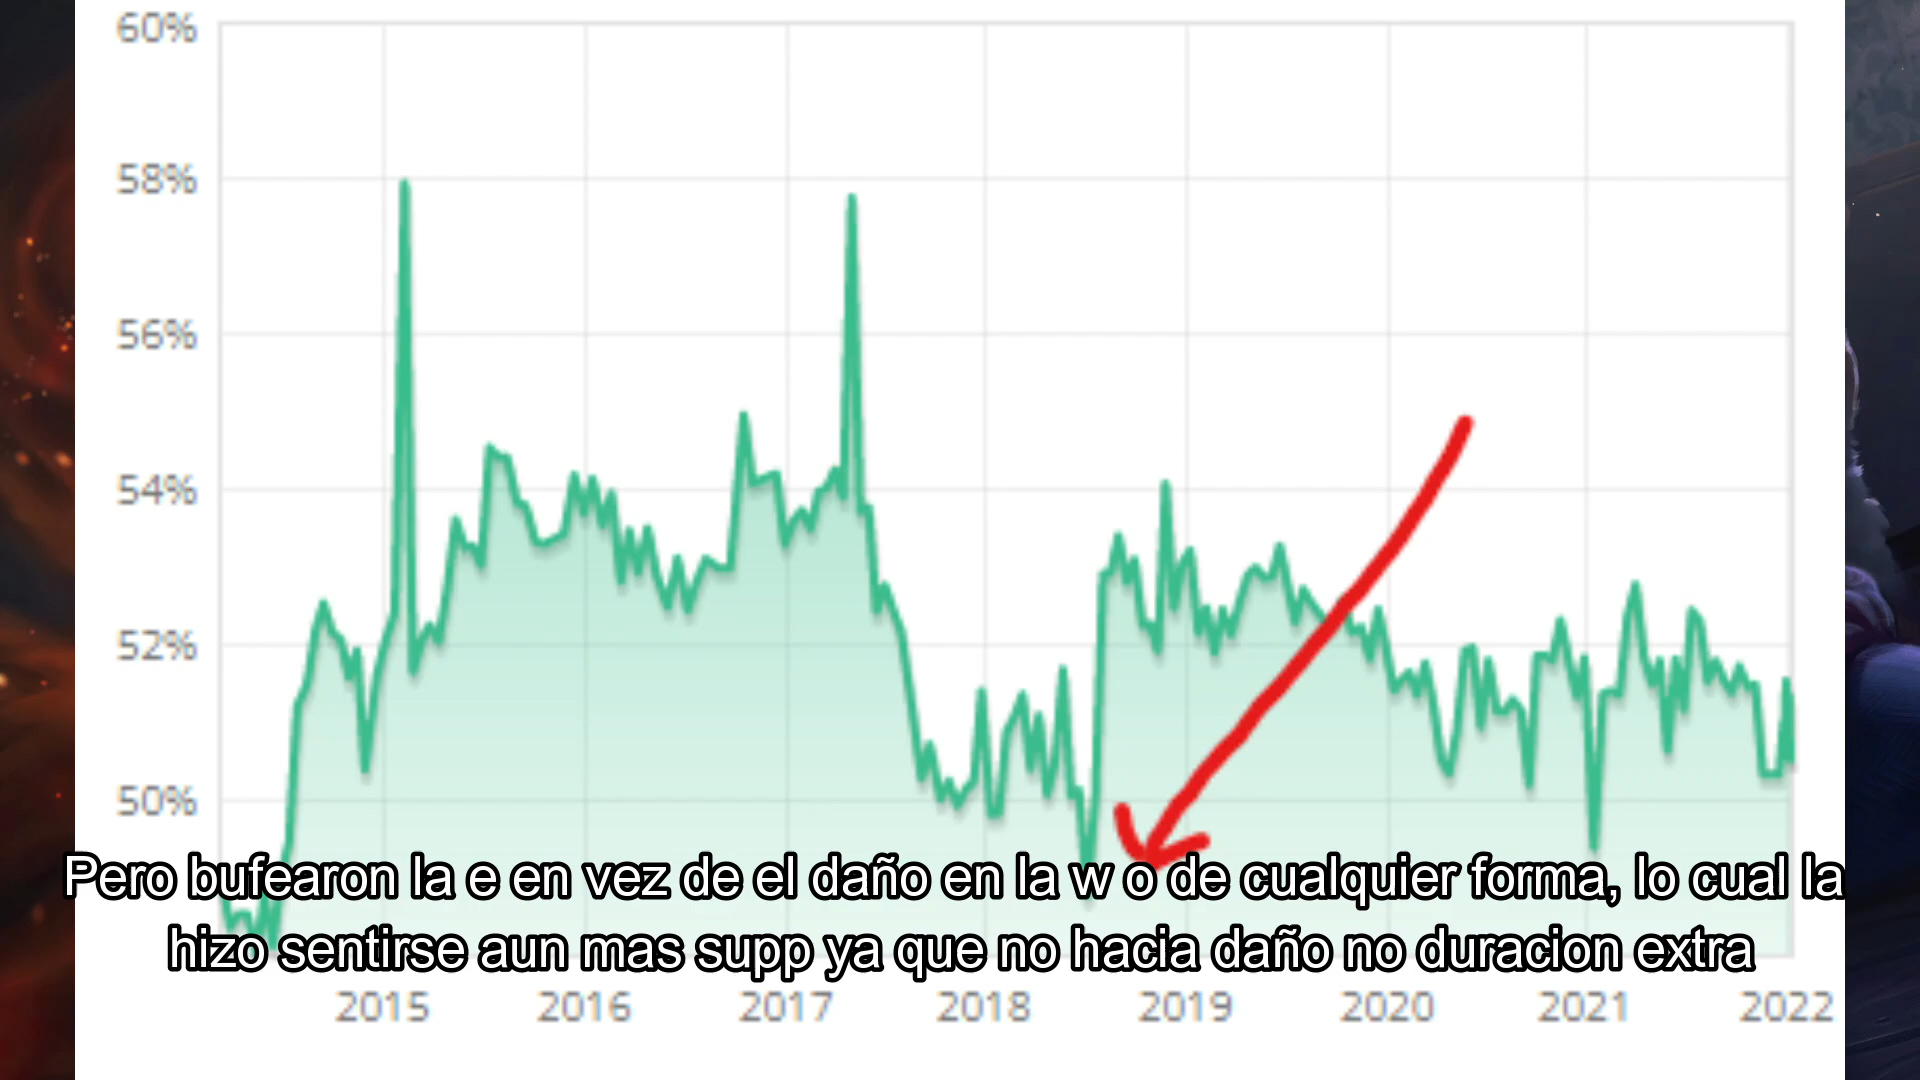 60%
58%
56%
54%
52%
50%
Pero bufearon la e en vez de el daño en la w o de cualquier forma, lo cual la
hizo sentirse aun mas supp ya que no hacia daño no duracion extra
2015 2016 2017 2018 2019 2020 2021 2022